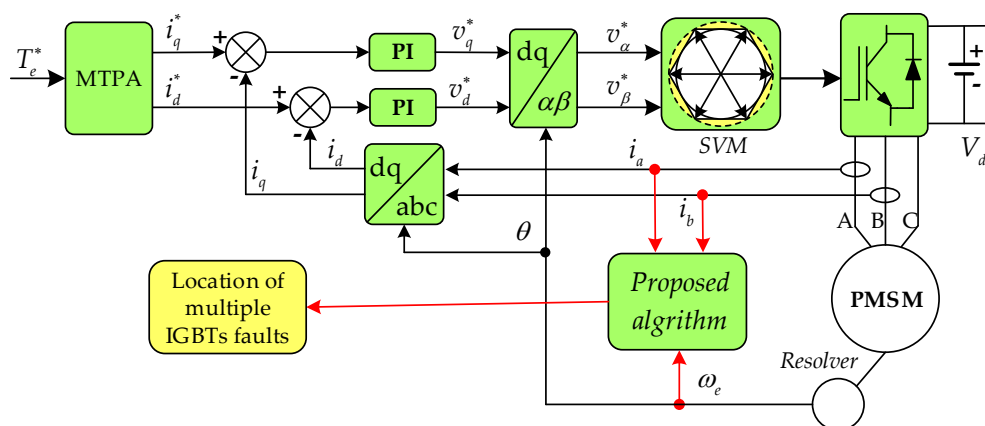 T*e
MTPA
i*q
i*d
+
-
+
-
PI
PI
v*q
v*d
dq
αβ
v*α
v*β
SVM
+
-
Vd
iq
id
dq
abc
ia
ib
A B C
θ
Location of
multiple
IGBTs faults
Proposed
algorithm
PMSM
Resolver
ωe